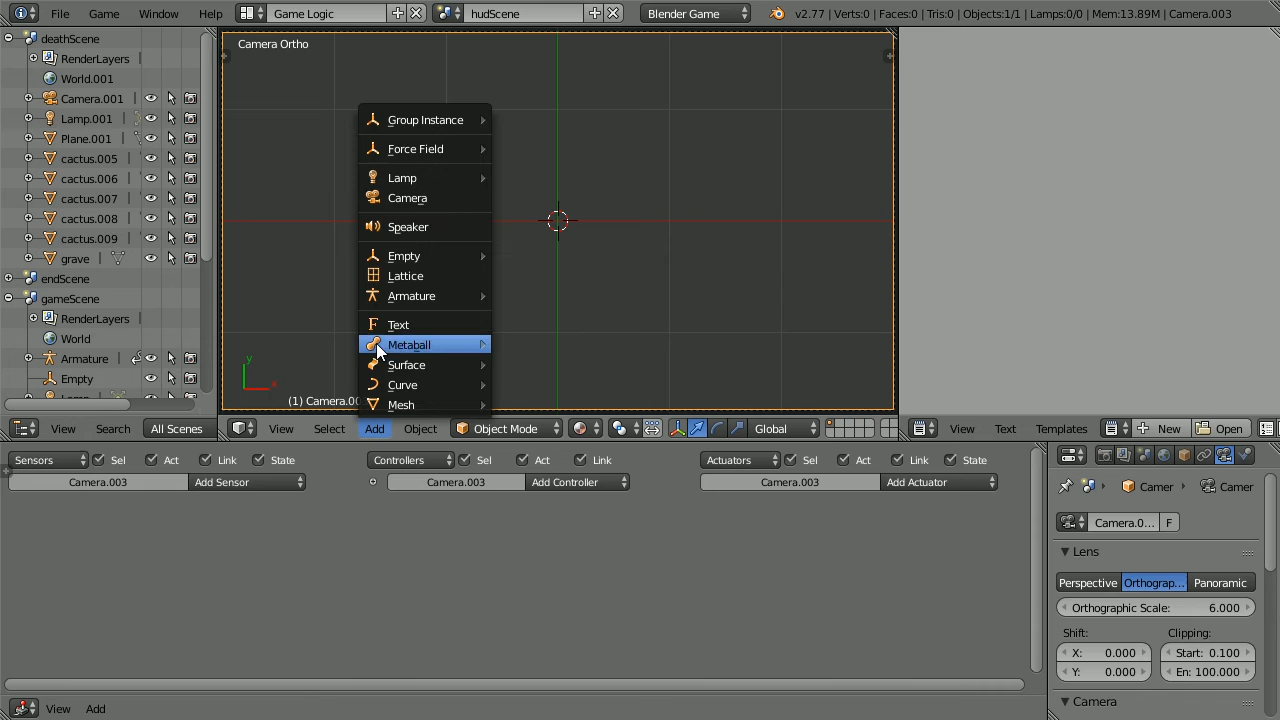 File Game Window Help Game Logic hudScene Blender Game v2.77 | Verts:0 | Faces:0 | Tris:0 | Objects:1/1 | Lamps:0/0 | Mem:13.89M | Camera.003
deathScene
RenderLayers
World.001
Camera.001
Lamp.001
Plane.001
cactus.005
cactus.006
cactus.007
cactus.008
cactus.009
grave
endScene
gameScene
RenderLayers
World
Armature
Empty
Camera Ortho
Group Instance
Force Field
Lamp
Camera
Speaker
Empty
Lattice
Armature
Text
Metaball
Surface
Curve
Mesh
y
x
(1) Camera.00
View Search All Scenes
View Select Add Object Object Mode Global
View Text Templates New Open
Sensors Sel Act Link State
Camera.003 Add Sensor
Controllers Sel Act Link
Camera.003 Add Controller
Actuators Sel Act Link State
Camera.003 Add Actuator
Camer Camer
Camera.0... F
Lens
Perspective Orthograp... Panoramic
Orthographic Scale: 6.000
Shift: Clipping:
X: 0.000 Start: 0.100
Y: 0.000 En: 100.000
Camera
View Add